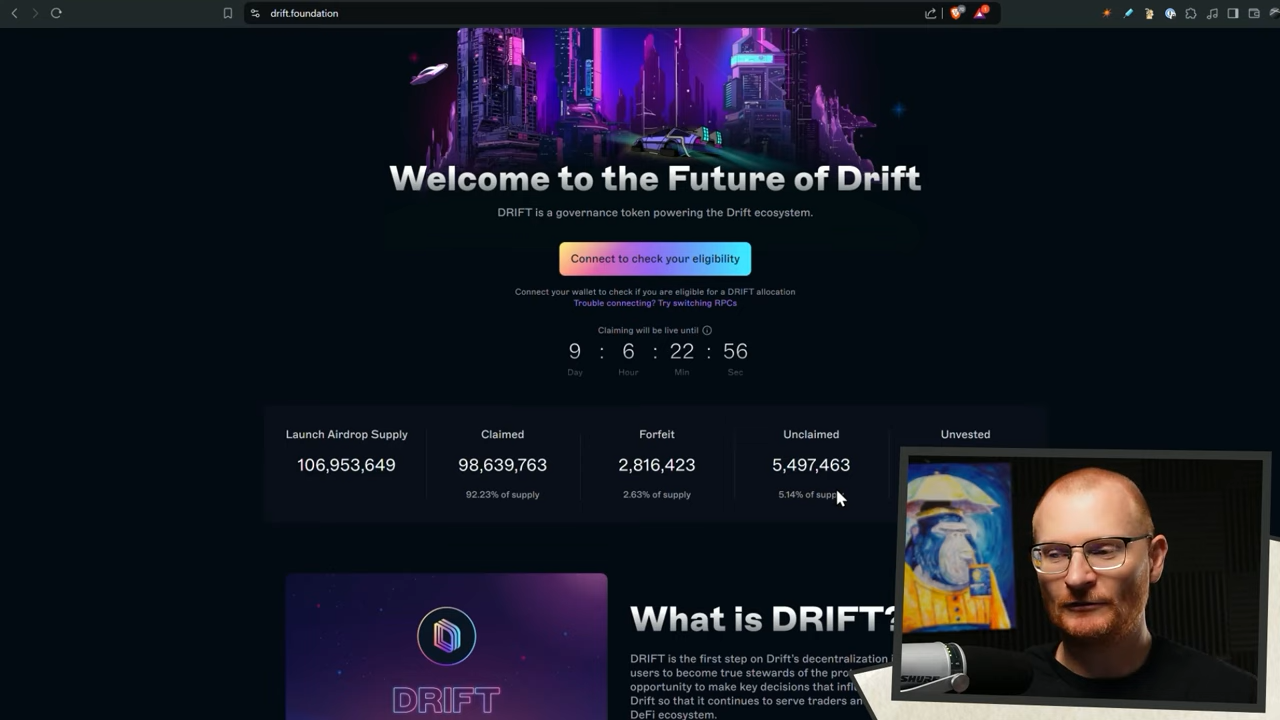 drift.foundation
Welcome to the Future of Drift
DRIFT is a governance token powering the Drift ecosystem.
Connect to check your eligibility
Connect your wallet to check if you are eligible for a DRIFT allocation
Trouble connecting? Try switching RPCs
Claiming will be live until
9 : 6 : 22 : 56
Day Hour Min Sec
Launch Airdrop Supply Claimed Forfeit Unclaimed Unvested
106,953,649 98,639,763 2,816,423 5,497,463
92.23% of supply 2.63% of supply 5.14% of supply
What is DRIFT?
DRIFT is the first step on Drift's decentralization
users to become true stewards of the
opportunity to make key decisions that
Drift so that it continues to serve traders
DeFi ecosystem.
DRIFT
SHURE